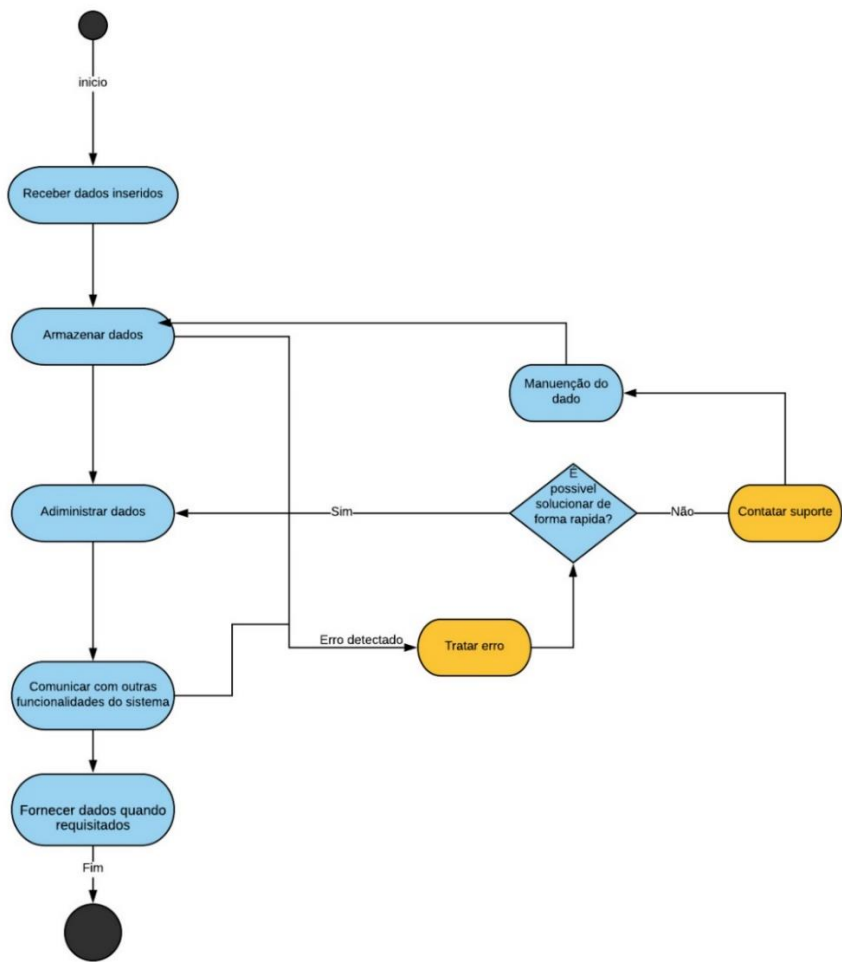 inicio
Receber dados inseridos
Armazenar dados
Manuenção do
dado
Adiministrar dados
Sim
É
possivel
solucionar de
forma rapida?
Não
Contatar suporte
Erro detectado
Tratar erro
Comunicar com outras
funcionalidades do sistema
Fornecer dados quando
requisitados
Fim